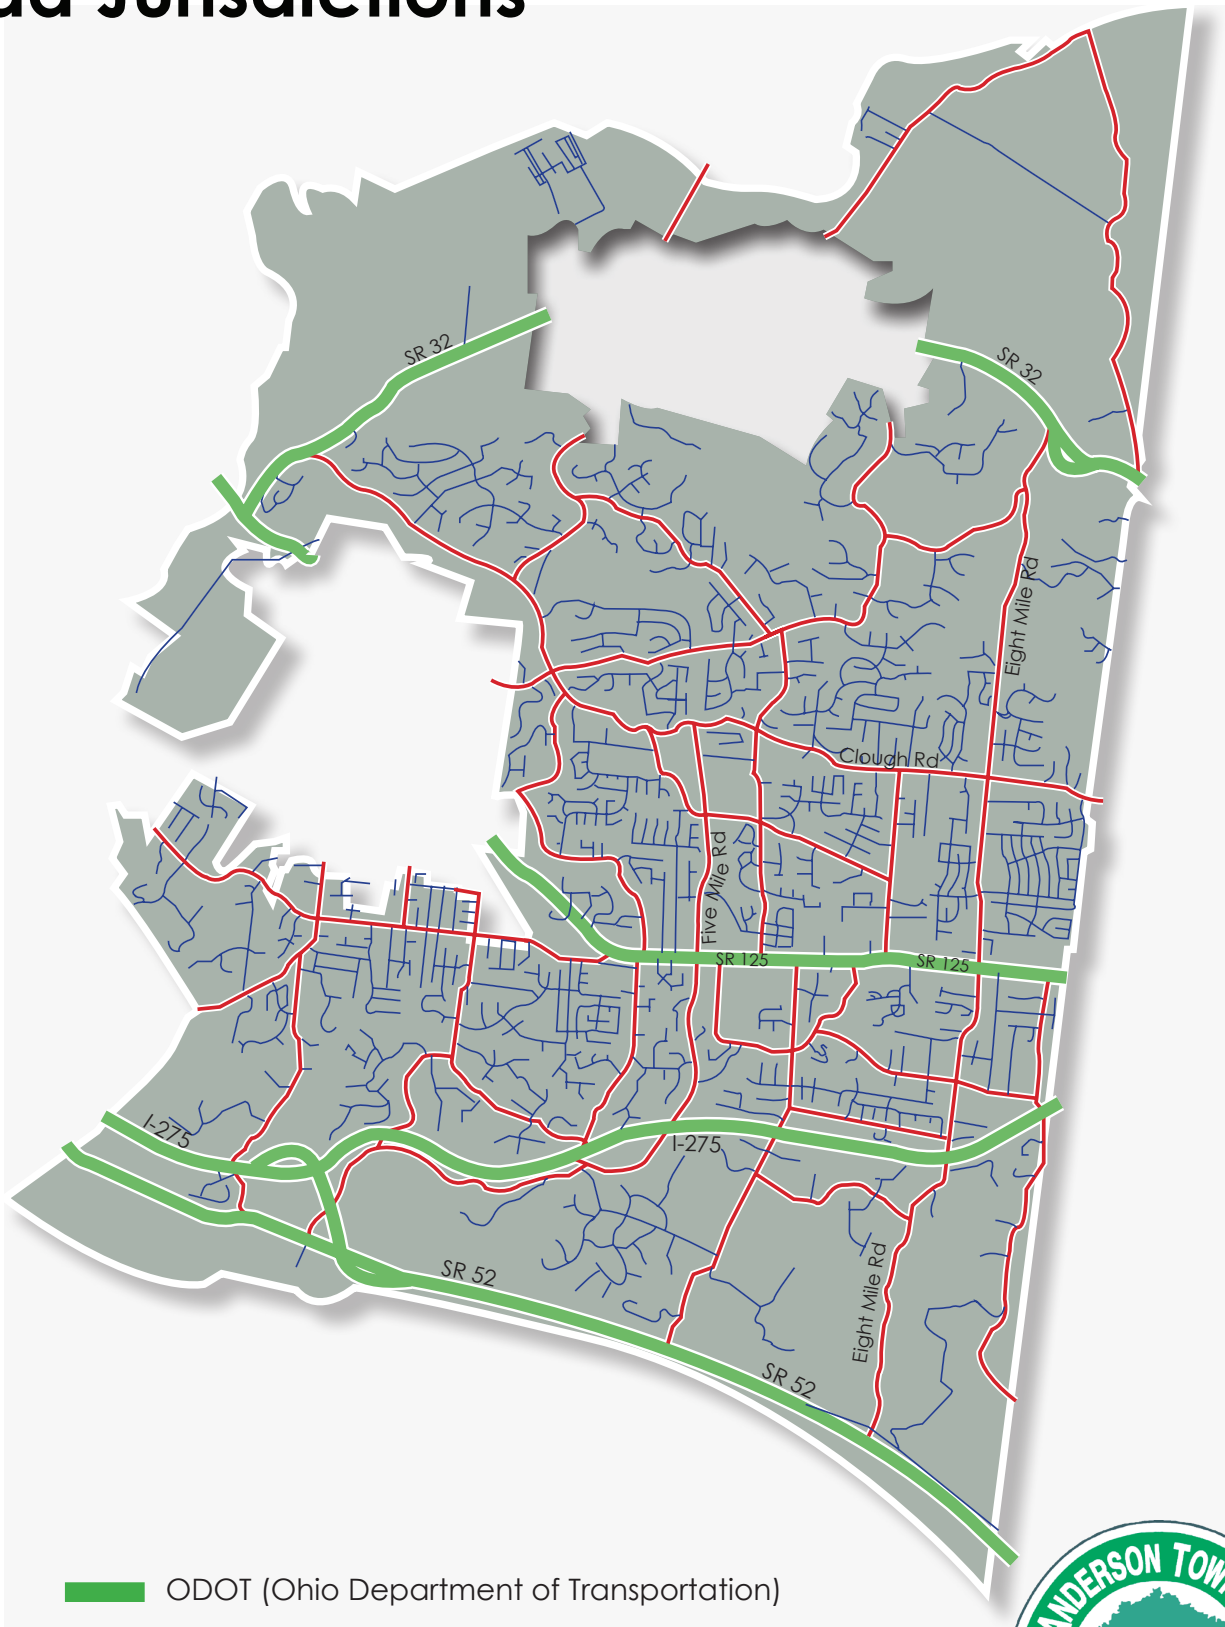 Jurisdictions
SR 32
SR 32
Eight Mile Rd
Clough Rd
Five Mile Rd
SR 125
SR 125
I-275
I-275
SR 52
Eight Mile Rd
SR 52
ODOT (Ohio Department of Transportation)
ANDERSON TOW